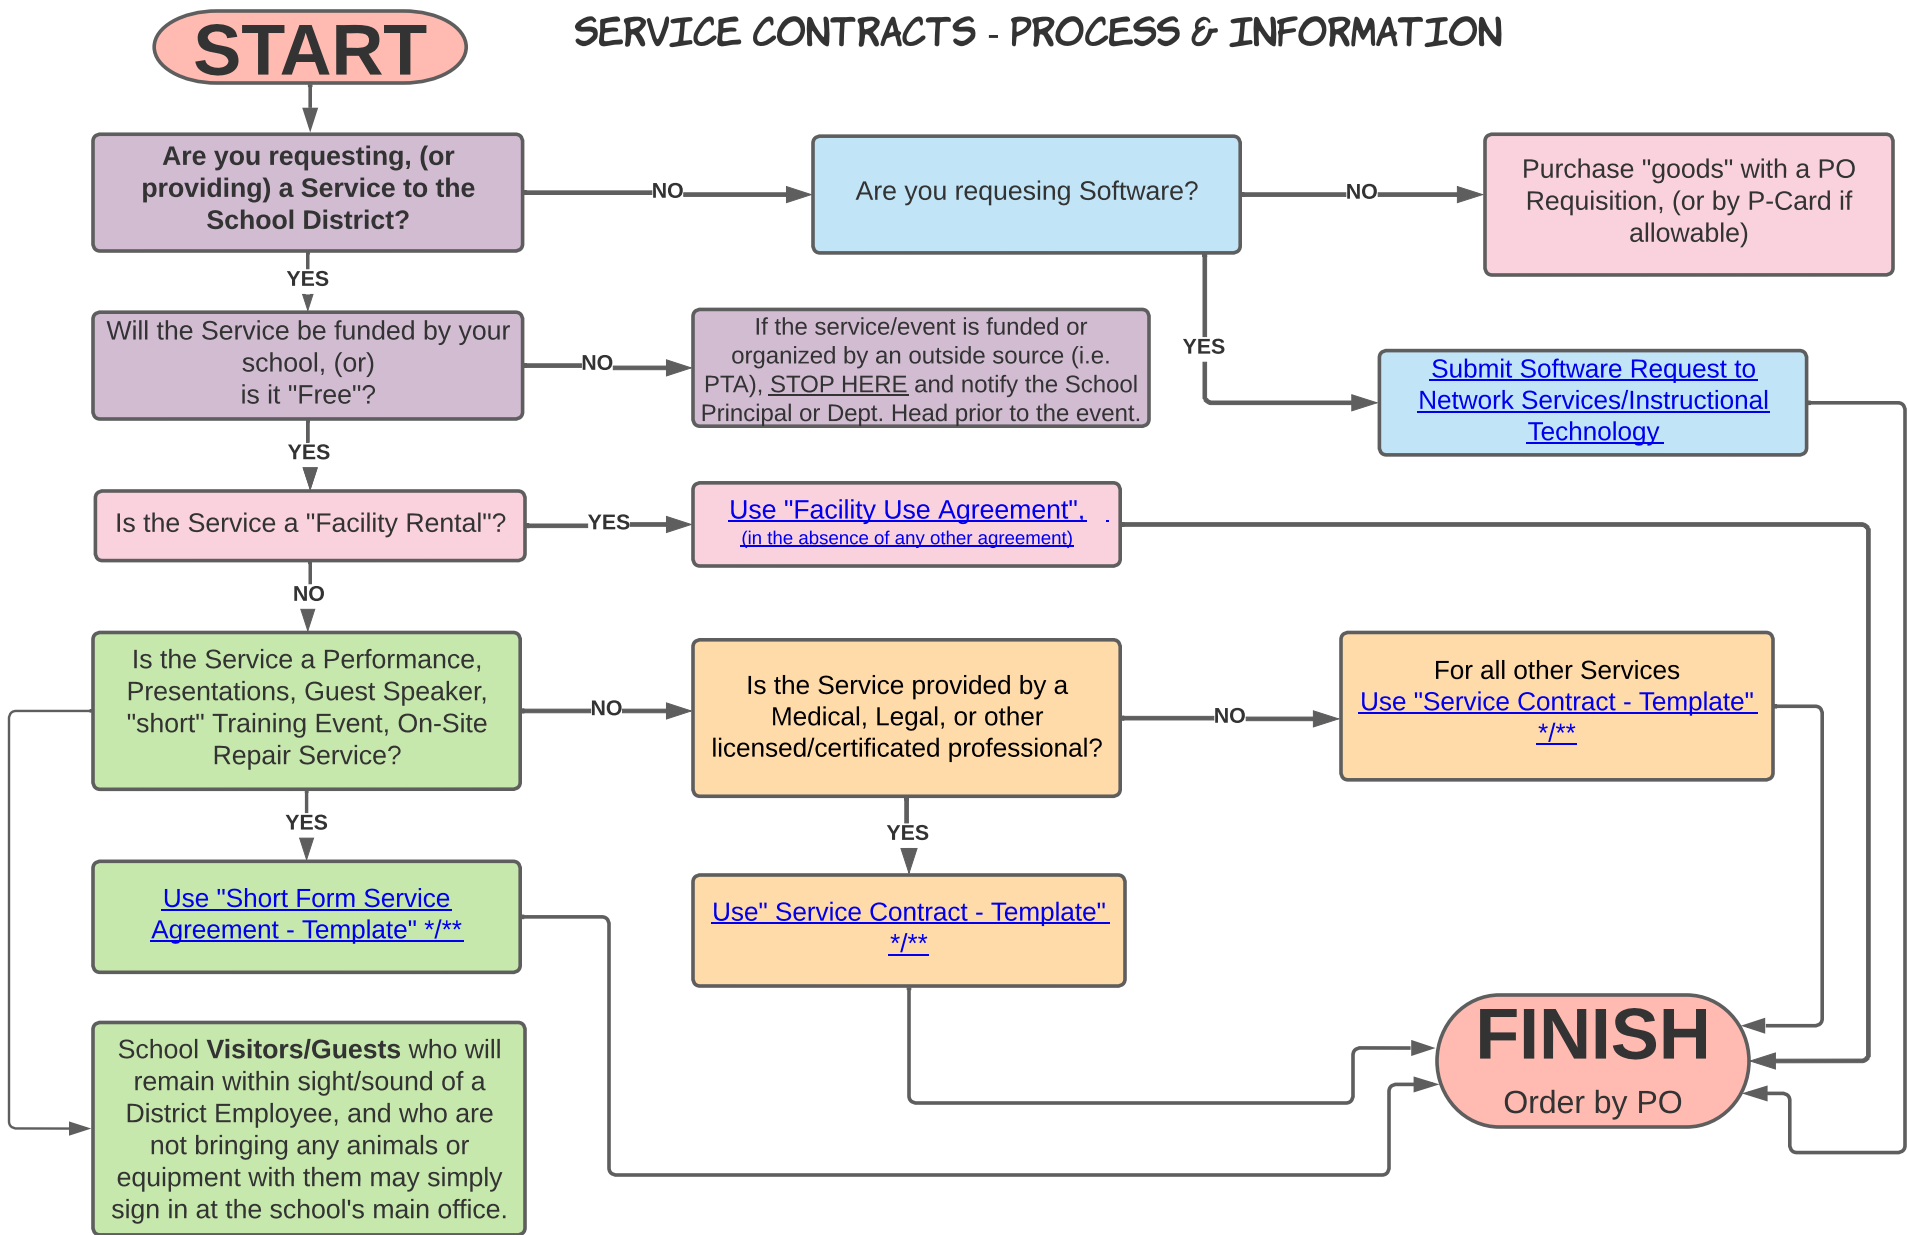 START
SERVICE CONTRACTS - PROCESS & INFORMATION
Are you requesting, (or
providing) a Service to the
School District?
NO
Are you requesing Software?
NO
Purchase "goods" with a PO
Requisition, (or by P-Card if
allowable)
YES
Will the Service be funded by your
school, (or)
is it "Free"?
NO
If the service/event is funded or
organized by an outside source (i.e.
PTA), STOP HERE and notify the School
Principal or Dept. Head prior to the event.
YES
Submit Software Request to
Network Services/Instructional
Technology
YES
Is the Service a "Facility Rental"?
YES
Use "Facility Use Agreement",
(in the absence of any other agreement)
NO
Is the Service a Performance,
Presentations, Guest Speaker,
"short" Training Event, On-Site
Repair Service?
NO
Is the Service provided by a
Medical, Legal, or other
licensed/certificated professional?
NO
For all other Services
Use "Service Contract - Template"
*/**
YES
Use "Short Form Service
Agreement - Template" */**
YES
Use" Service Contract - Template"
*/**
School Visitors/Guests who will
remain within sight/sound of a
District Employee, and who are
not bringing any animals or
equipment with them may simply
sign in at the school's main office.
FINISH
Order by PO